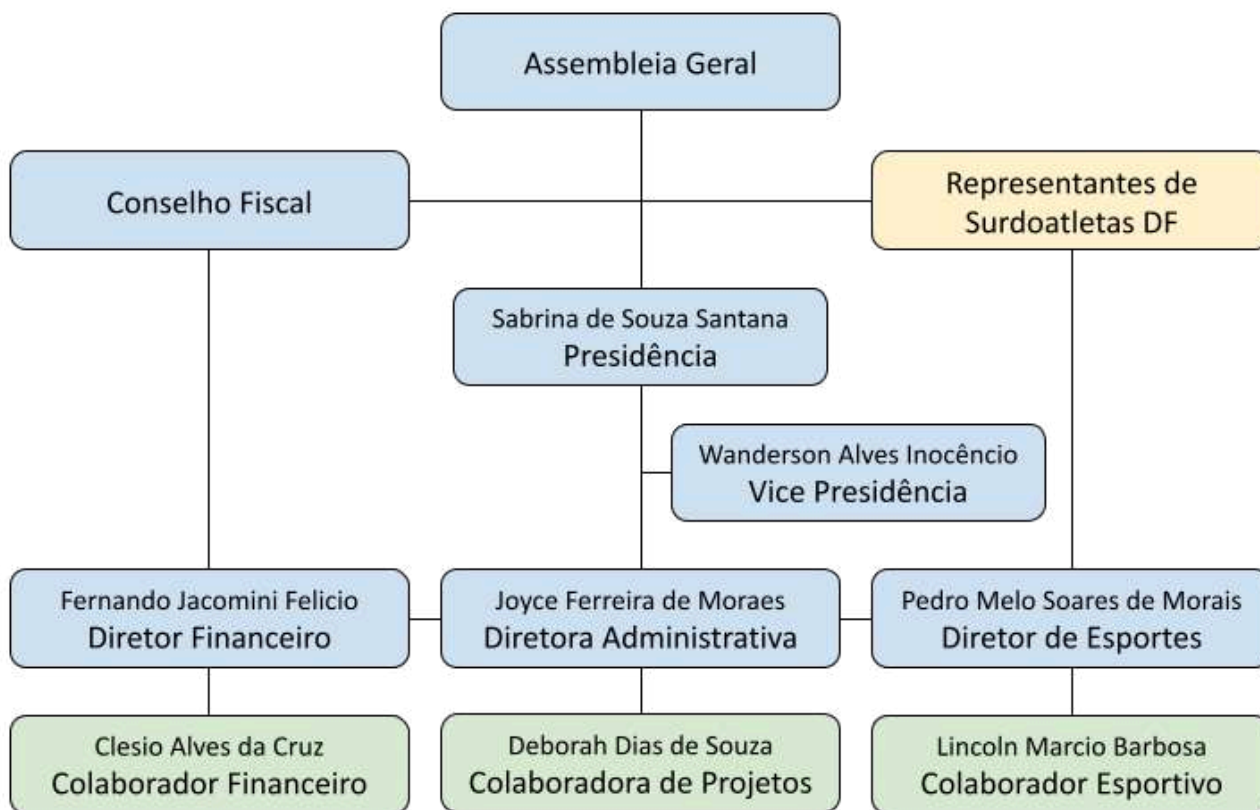 Assembleia Geral
Conselho Fiscal
Representantes de
Surdoatletas DF
Sabrina de Souza Santana
Presidência
Wanderson Alves Inocêncio
Vice Presidência
Fernando Jacomini Felicio
Diretor Financeiro
Joyce Ferreira de Moraes
Diretora Administrativa
Pedro Melo Soares de Morais
Diretor de Esportes
Clesio Alves da Cruz
Colaborador Financeiro
Deborah Dias de Souza
Colaboradora de Projetos
Lincoln Marcio Barbosa
Colaborador Esportivo